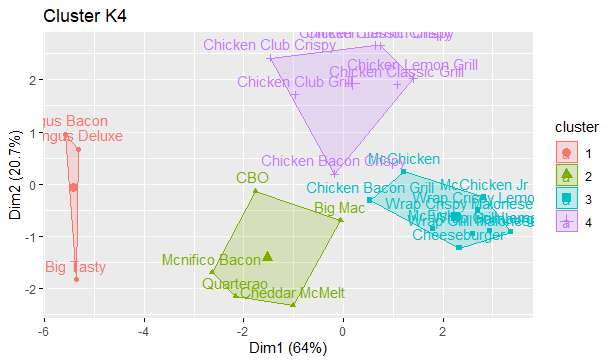 Cluster K4
Chicken Club Crispy
Chicken Lemon Grill
Chicken Club Grill
Chicken Classic Grill
gus Bacon
ngus Deluxe
Chicken Bacon Crispy
McChicken
CBO
Chicken Bacon Grill
McChicken Jr
Big Mac
Wrap Crispy
Cheeseburger
Mcnifico Bacon
Big Tasty
Quarterao
Cheddar McMelt
2
1
0
-1
-2
-6
-4
-2
0
2
Dim1 (64%)
Dim2 (20.7%)
cluster
1
2
3
4